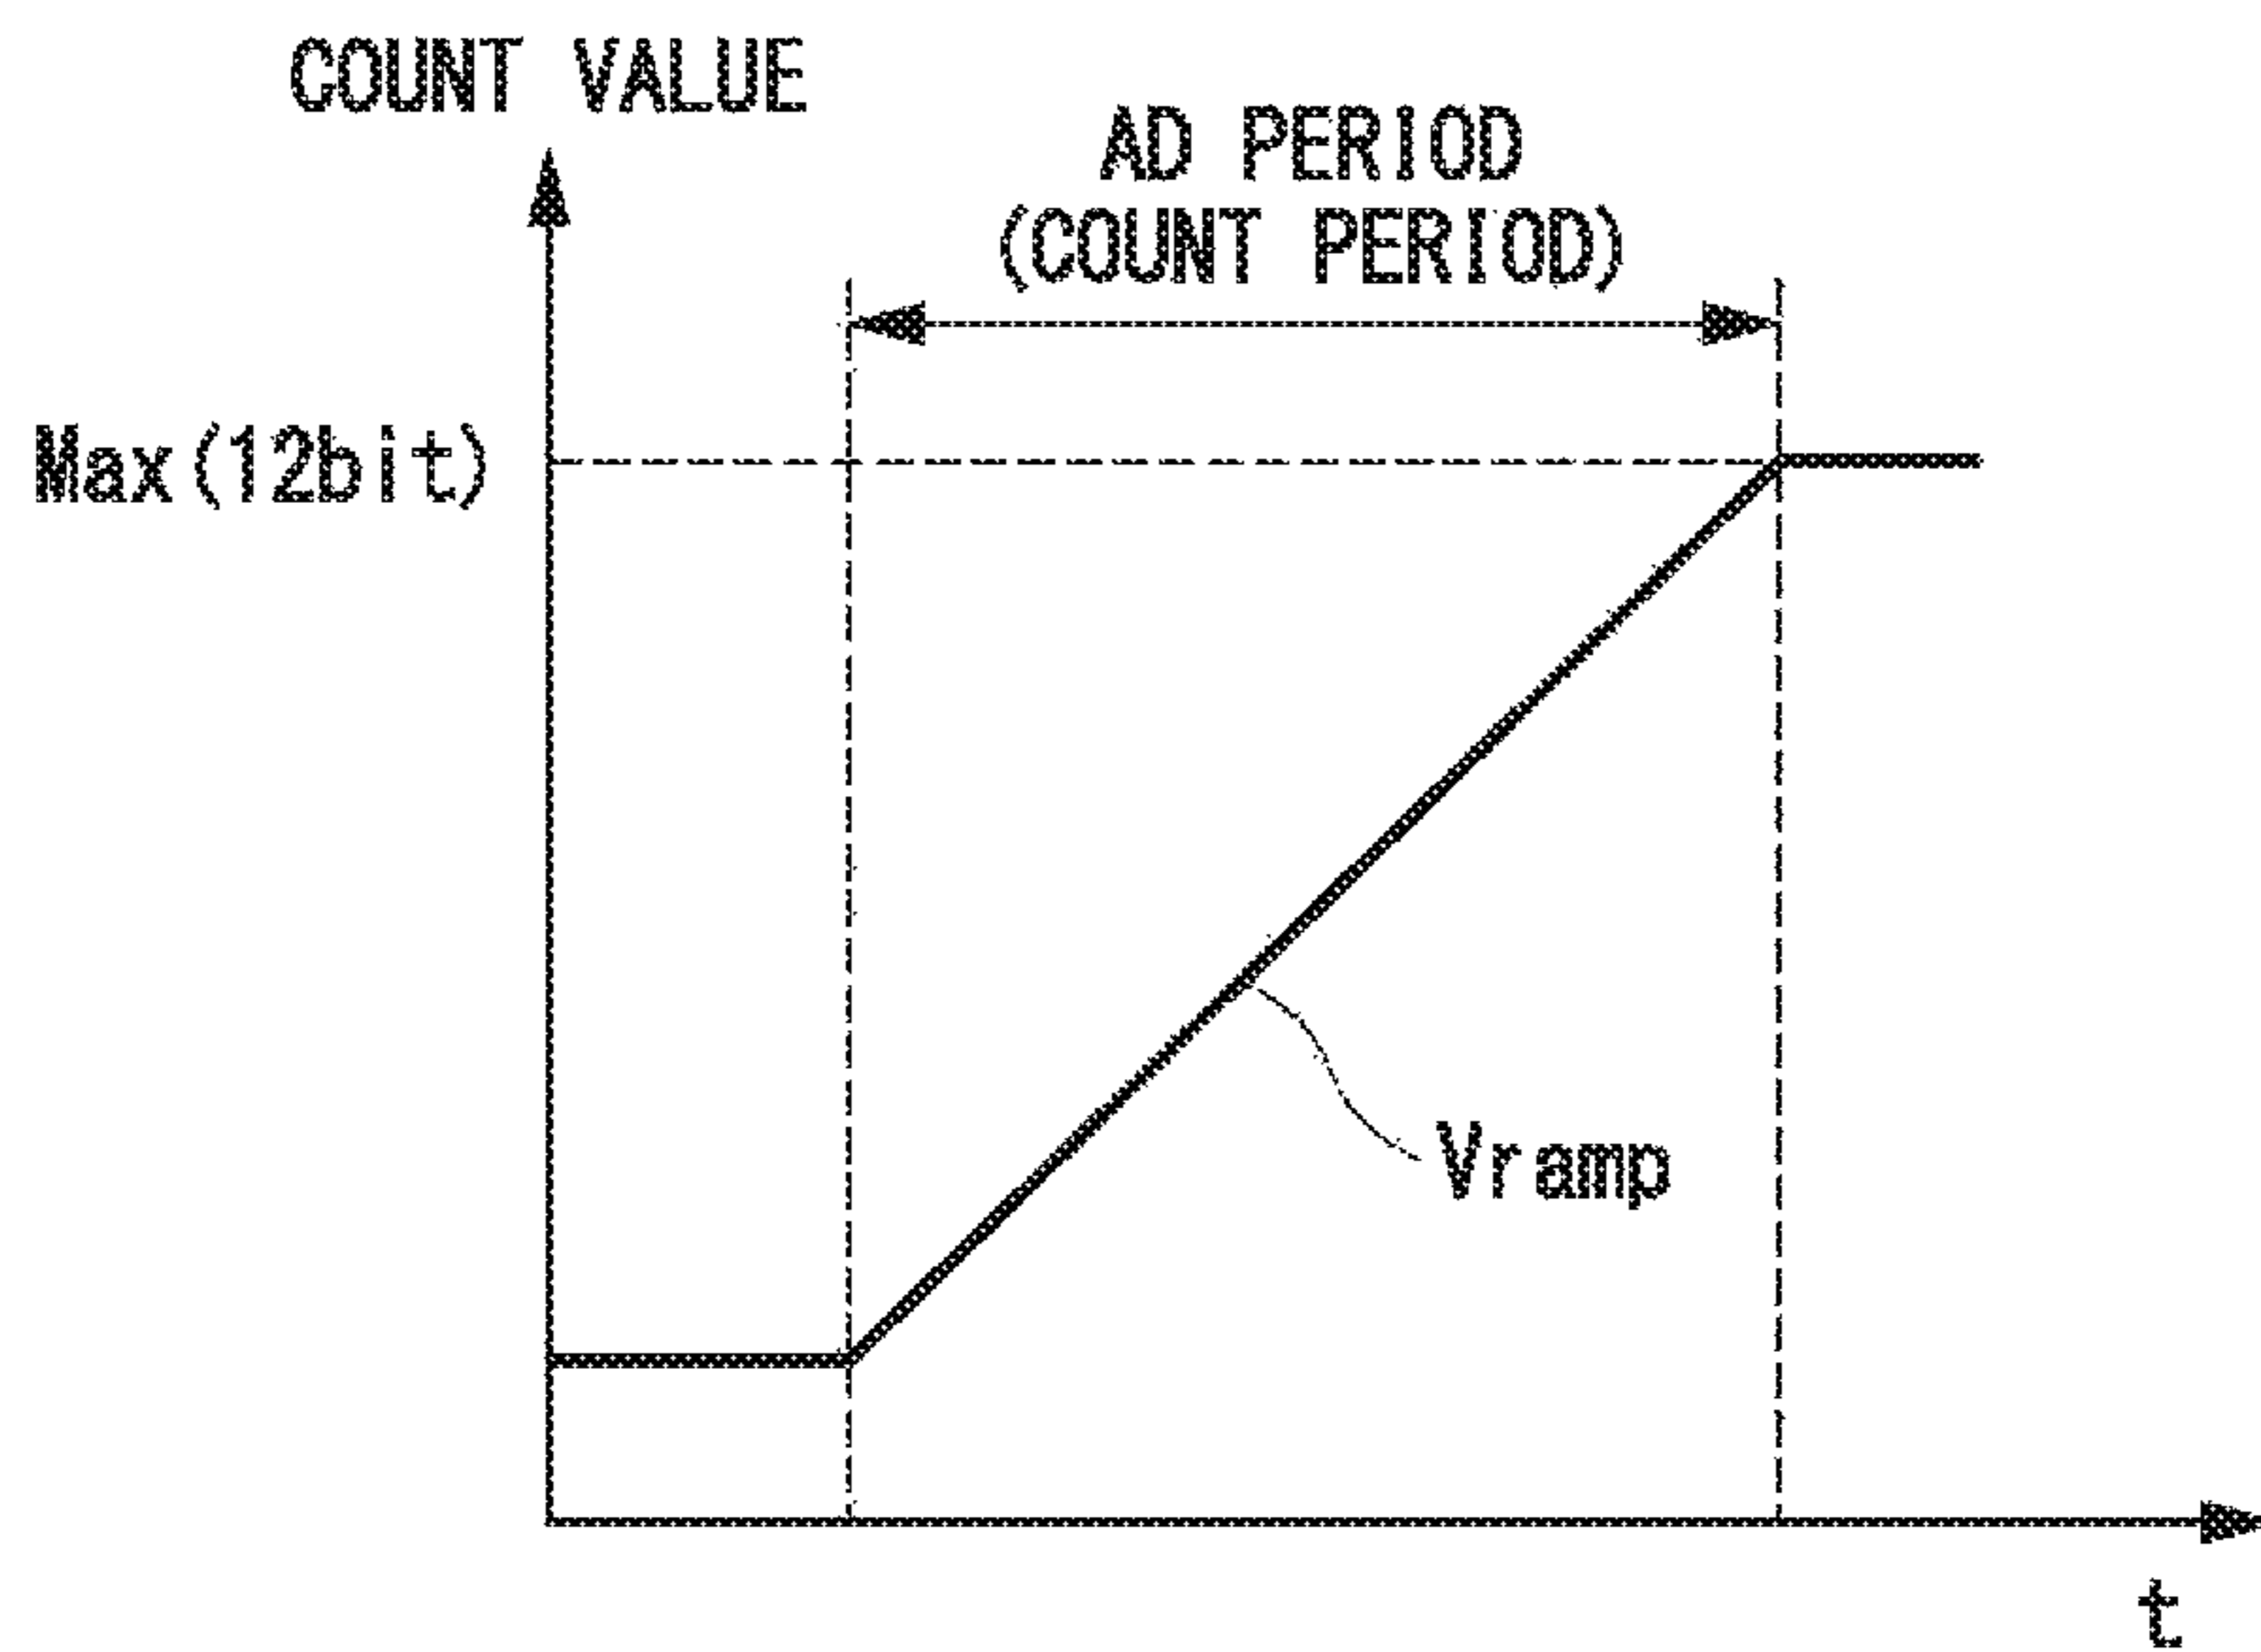 COUNT VALUE
AD PERIOD
(COUNT PERIOD)
Max(12bit)
Vramp
t